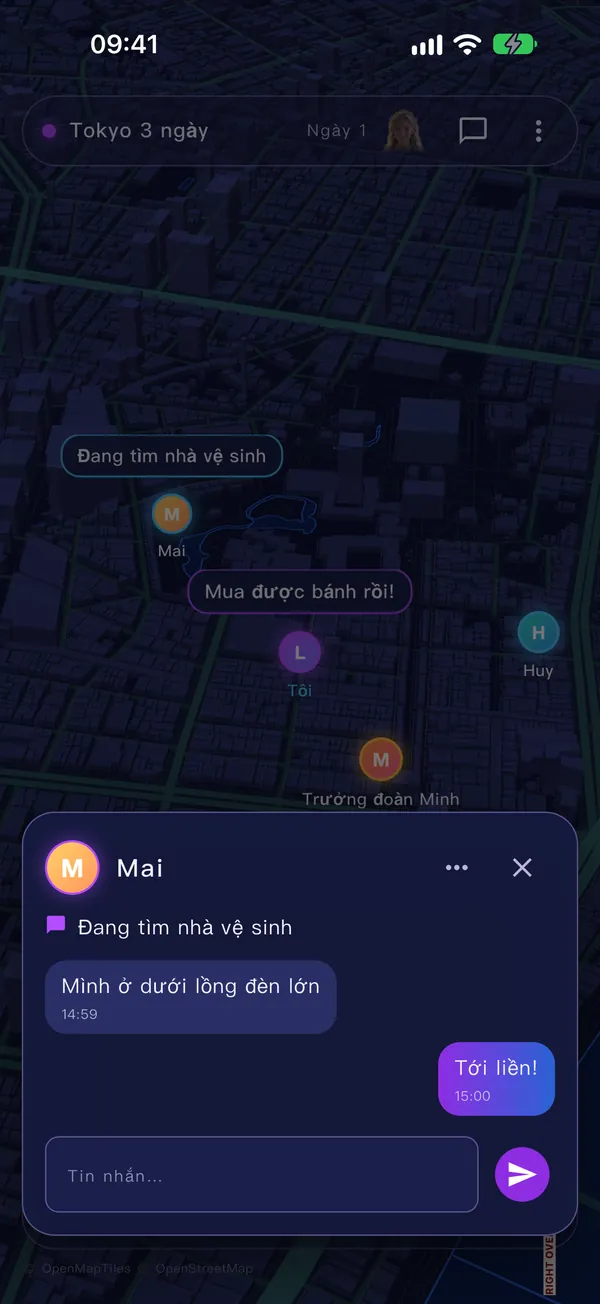 09:41
Tokyo 3 ngày
Ngày 1
Đang tìm nhà vệ sinh
M
Mai
Mua được bánh rồi!
L
Tôi
H
Huy
M
Trưởng đoàn Minh
M
Mai
Đang tìm nhà vệ sinh
Mình ở dưới lồng đèn lớn
14:59
Tới liền!
15:00
Tin nhắn...
© OpenMapTiles © OpenStreetMap
RIGHT OVE